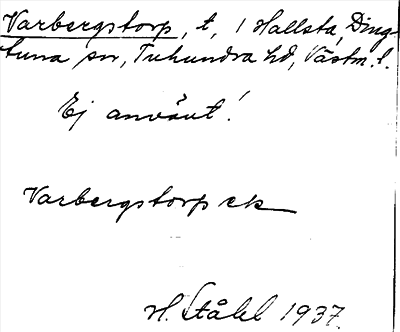 Varbergstorp, t, i Hallsta, Ding-
tuna sn, Tuhundra hd, Västm. l.
Ej använt!
Varbergstorp ek
H. Ståhl 1937.